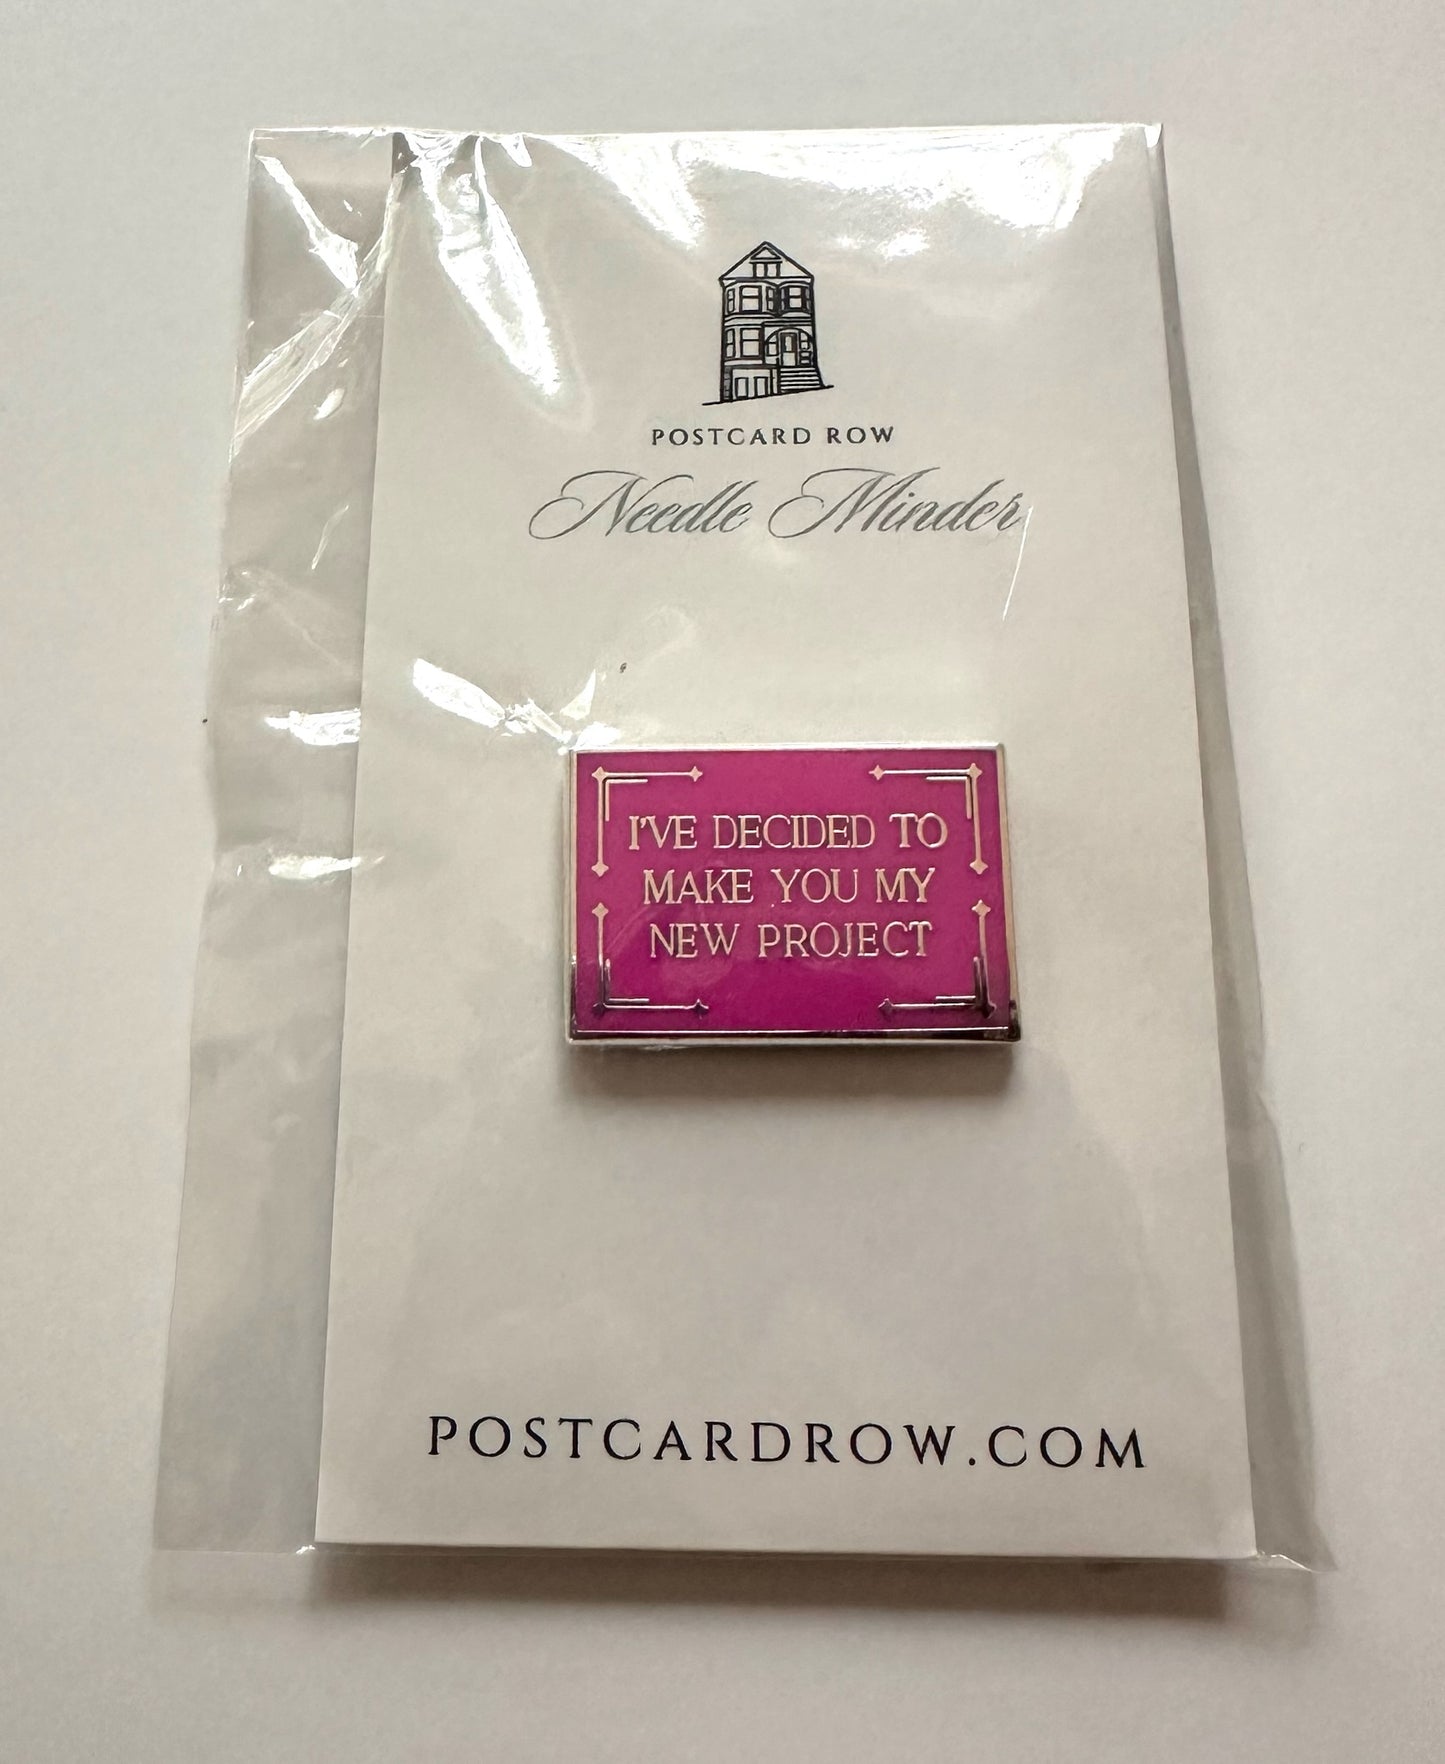 POSTCARD ROW
Needle Minder
I'VE DECIDED TO
MAKE YOU MY
NEW PROJECT
POSTCARDROW.COM